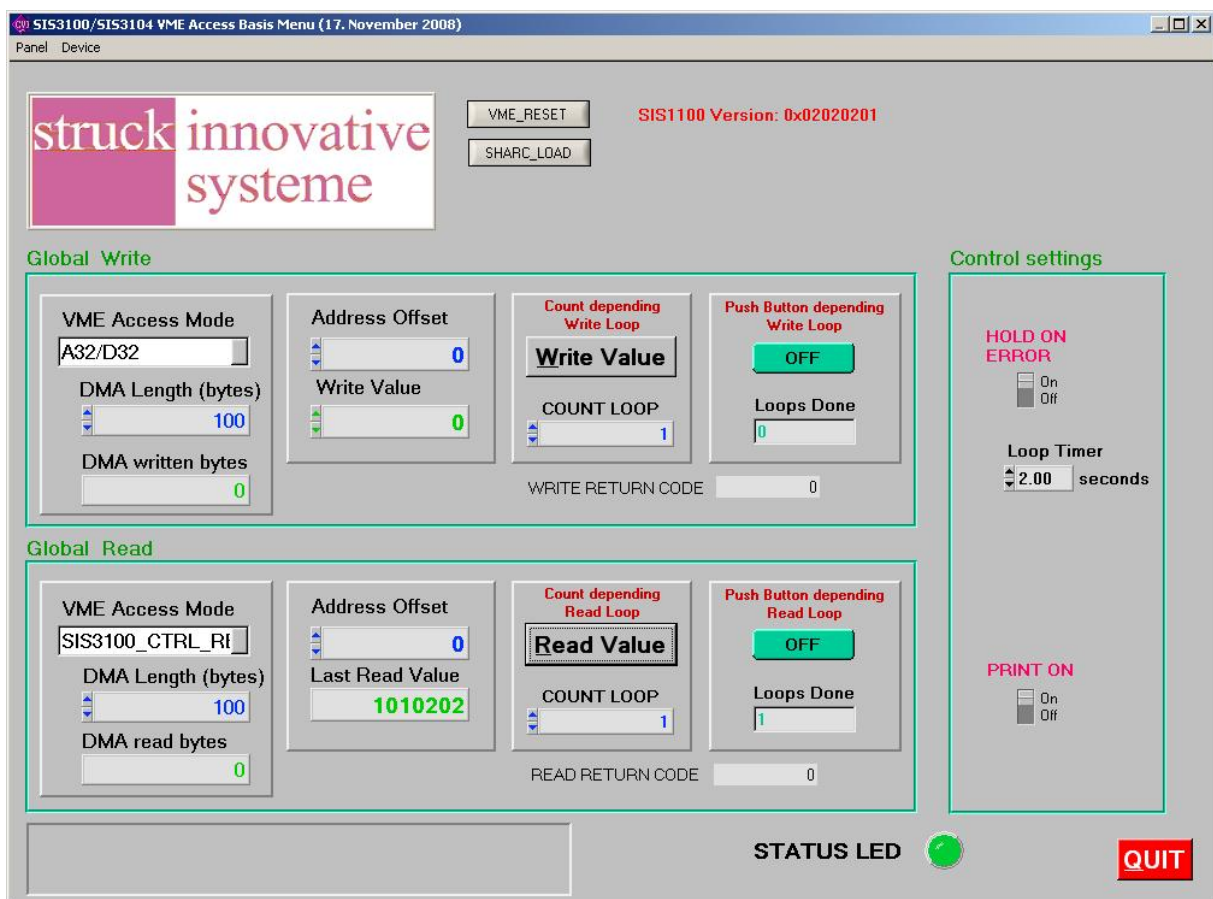 SIS3100/SIS3104 VME Access Basis Menu (17. November 2008)
Panel Device
struck innovative
systeme
VME_RESET
SHARC_LOAD
SIS1100 Version: 0x02020201
Global Write
VME Access Mode
A32/D32
DMA Length (bytes)
100
DMA written bytes
0
Address Offset
0
Write Value
0
Count depending
Write Loop
Write Value
COUNT LOOP
1
Push Button depending
Write Loop
OFF
Loops Done
0
WRITE RETURN CODE 0
Global Read
VME Access Mode
SIS3100_CTRL_RE
DMA Length (bytes)
100
DMA read bytes
0
Address Offset
0
Last Read Value
1010202
Count depending
Read Loop
Read Value
COUNT LOOP
1
Push Button depending
Read Loop
OFF
Loops Done
1
READ RETURN CODE 0
Control settings
HOLD ON
ERROR
On
Off
Loop Timer
2.00 seconds
PRINT ON
On
Off
STATUS LED
QUIT